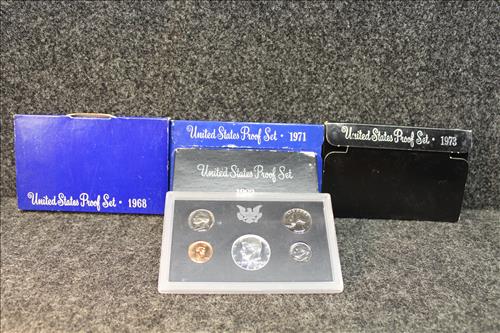 United States Proof Set · 1968
United States Proof Set · 1971
United States Proof Set
United States Proof Set · 1973